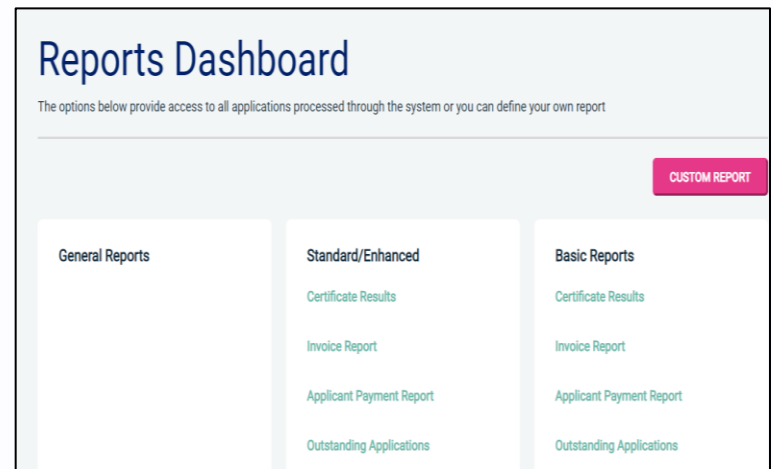 Reports Dashboard
The options below provide access to all applications processed through the system or you can define your own report
CUSTOM REPORT
General Reports
Standard/Enhanced
Certificate Results
Invoice Report
Applicant Payment Report
Outstanding Applications
Basic Reports
Certificate Results
Invoice Report
Applicant Payment Report
Outstanding Applications